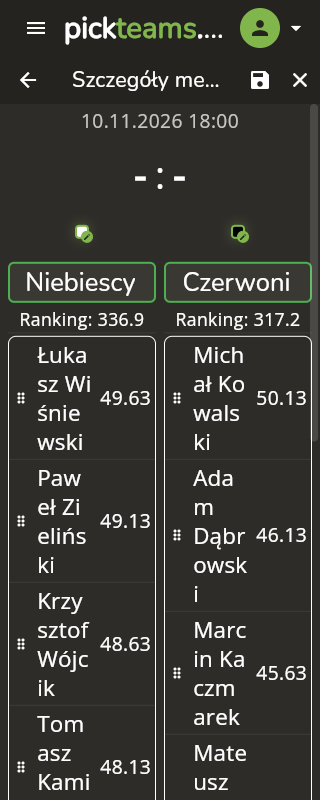 pickteams....
Szczegóły me...
10.11.2026 18:00
- : -
Niebiescy
Czerwoni
Ranking: 336.9
Ranking: 317.2
Łuka
sz Wi
śnie
wski
49.63
Paw
eł Zi
elińs
ki
49.13
Krzy
sztof
Wójc
ik
48.63
Tom
asz
Kami
48.13
Mich
ał Ko
wals
ki
50.13
Ada
m
Dąbr
owsk
i
46.13
Marc
in Ka
czm
arek
45.63
Mate
usz